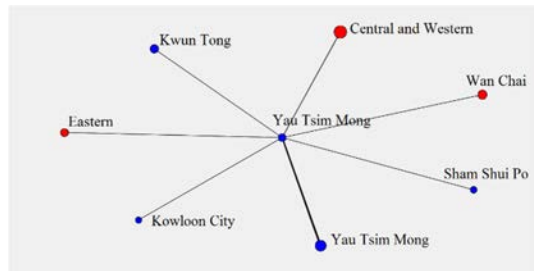 Central and Western
Kwun Tong
Wan Chai
Eastern
Yau Tsim Mong
Sham Shui Po
Kowloon City
Yau Tsim Mong